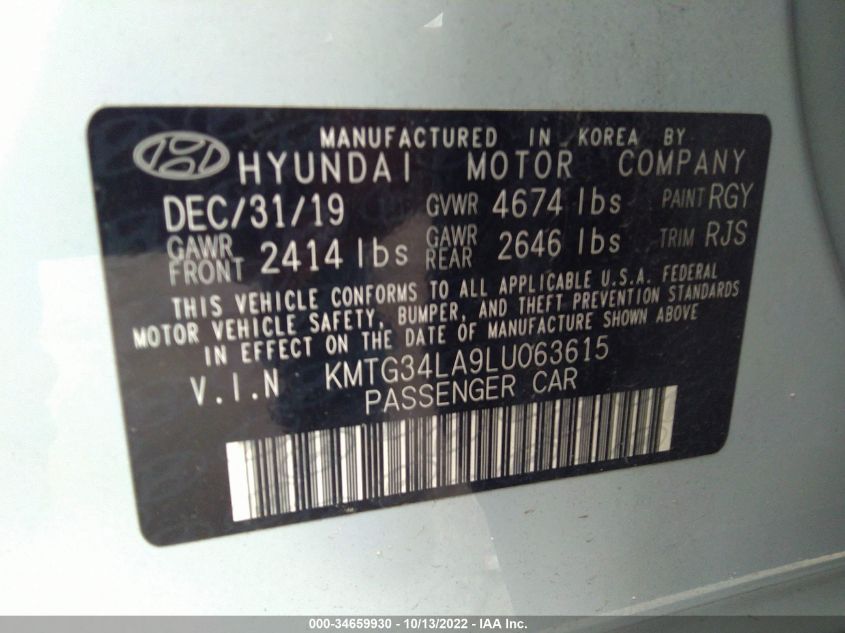 MANUFACTURED IN KOREA BY
HYUNDAI MOTOR COMPANY
DEC/31/19 GVWR 4674 lbs PAINT RGY
GAWR FRONT 2414 lbs GAWR REAR 2646 lbs TRIM RJS
THIS VEHICLE CONFORMS TO ALL APPLICABLE U.S.A. FEDERAL
MOTOR VEHICLE SAFETY, BUMPER, AND THEFT PREVENTION STANDARDS
IN EFFECT ON THE DATE OF MANUFACTURE SHOWN ABOVE
V.I.N KMTG34LA9LU063615
PASSENGER CAR
000-34659930 - 10/13/2022 - IAA Inc.